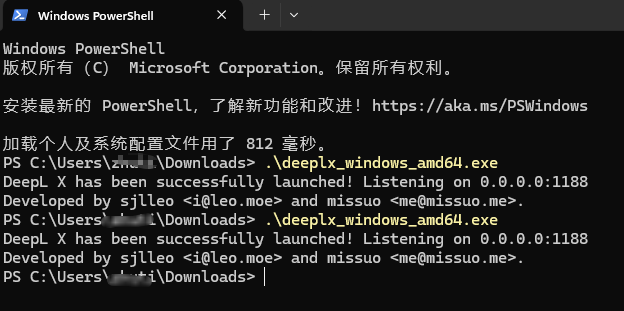 Windows PowerShell
Windows PowerShell
版权所有（C） Microsoft Corporation。保留所有权利。
安装最新的 PowerShell，了解新功能和改进！https://aka.ms/PSWindows
加载个人及系统配置文件用了 812 毫秒。
PS C:\Users\ \Downloads> .\deeplx_windows_amd64.exe
DeepL X has been successfully launched! Listening on 0.0.0.0:1188
Developed by sjlleo <i@leo.moe> and missuo <me@missuo.me>.
PS C:\Users\ \Downloads> .\deeplx_windows_amd64.exe
DeepL X has been successfully launched! Listening on 0.0.0.0:1188
Developed by sjlleo <i@leo.moe> and missuo <me@missuo.me>.
PS C:\Users\ \Downloads>